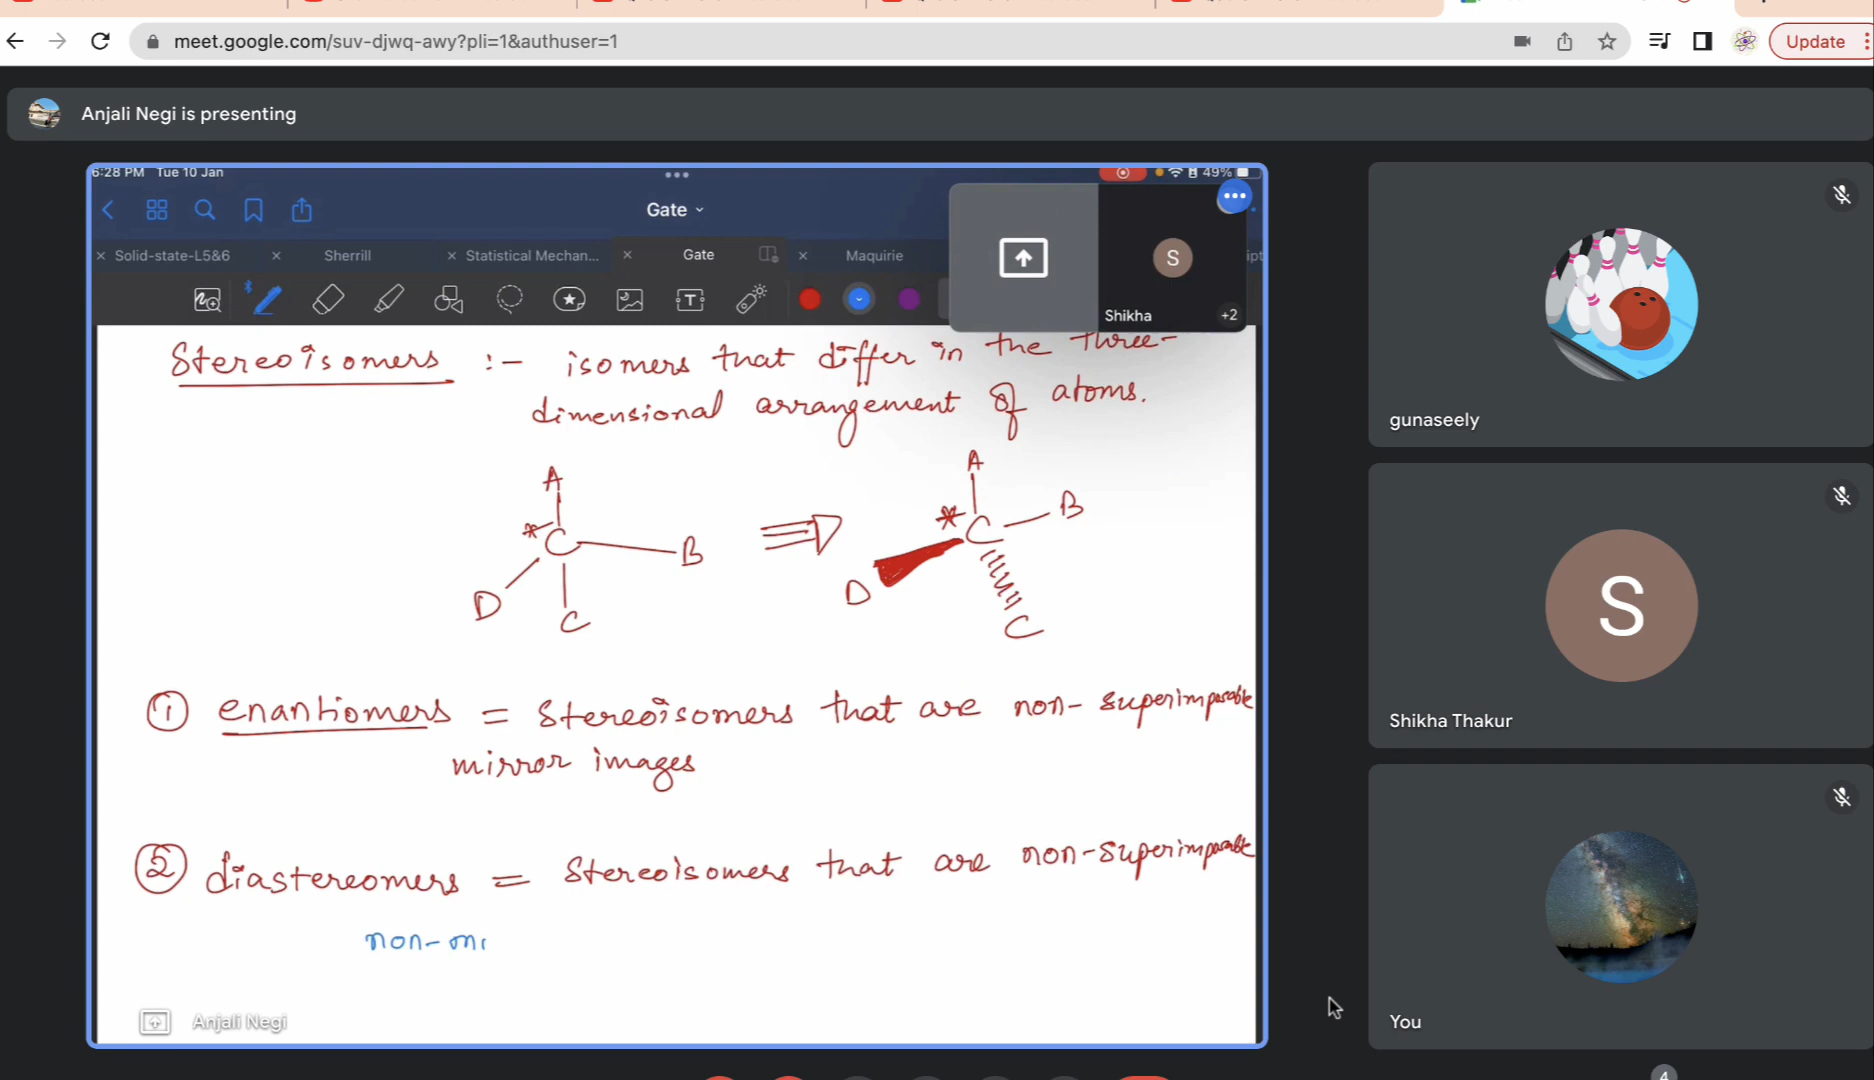 meet.google.com/suv-djwq-awy?pli=1&authuser=1
Update
Anjali Negi is presenting
6:28 PM Tue 10 Jan
49%
Gate
Solid-state-L5&6
Sherrill
Statistical Mechan...
Gate
Maquirie
S
Shikha +2
Stereoisomers :- isomers that differ in the three-
dimensional arrangement of atoms.
A
* C B
D C
A
* C B
D C
① enantiomers = Stereoisomers that are non-superimposable
mirror images
② diastereomers = Stereoisomers that are non-superimposable
non-mi
Anjali Negi
gunaseely
S
Shikha Thakur
You
4